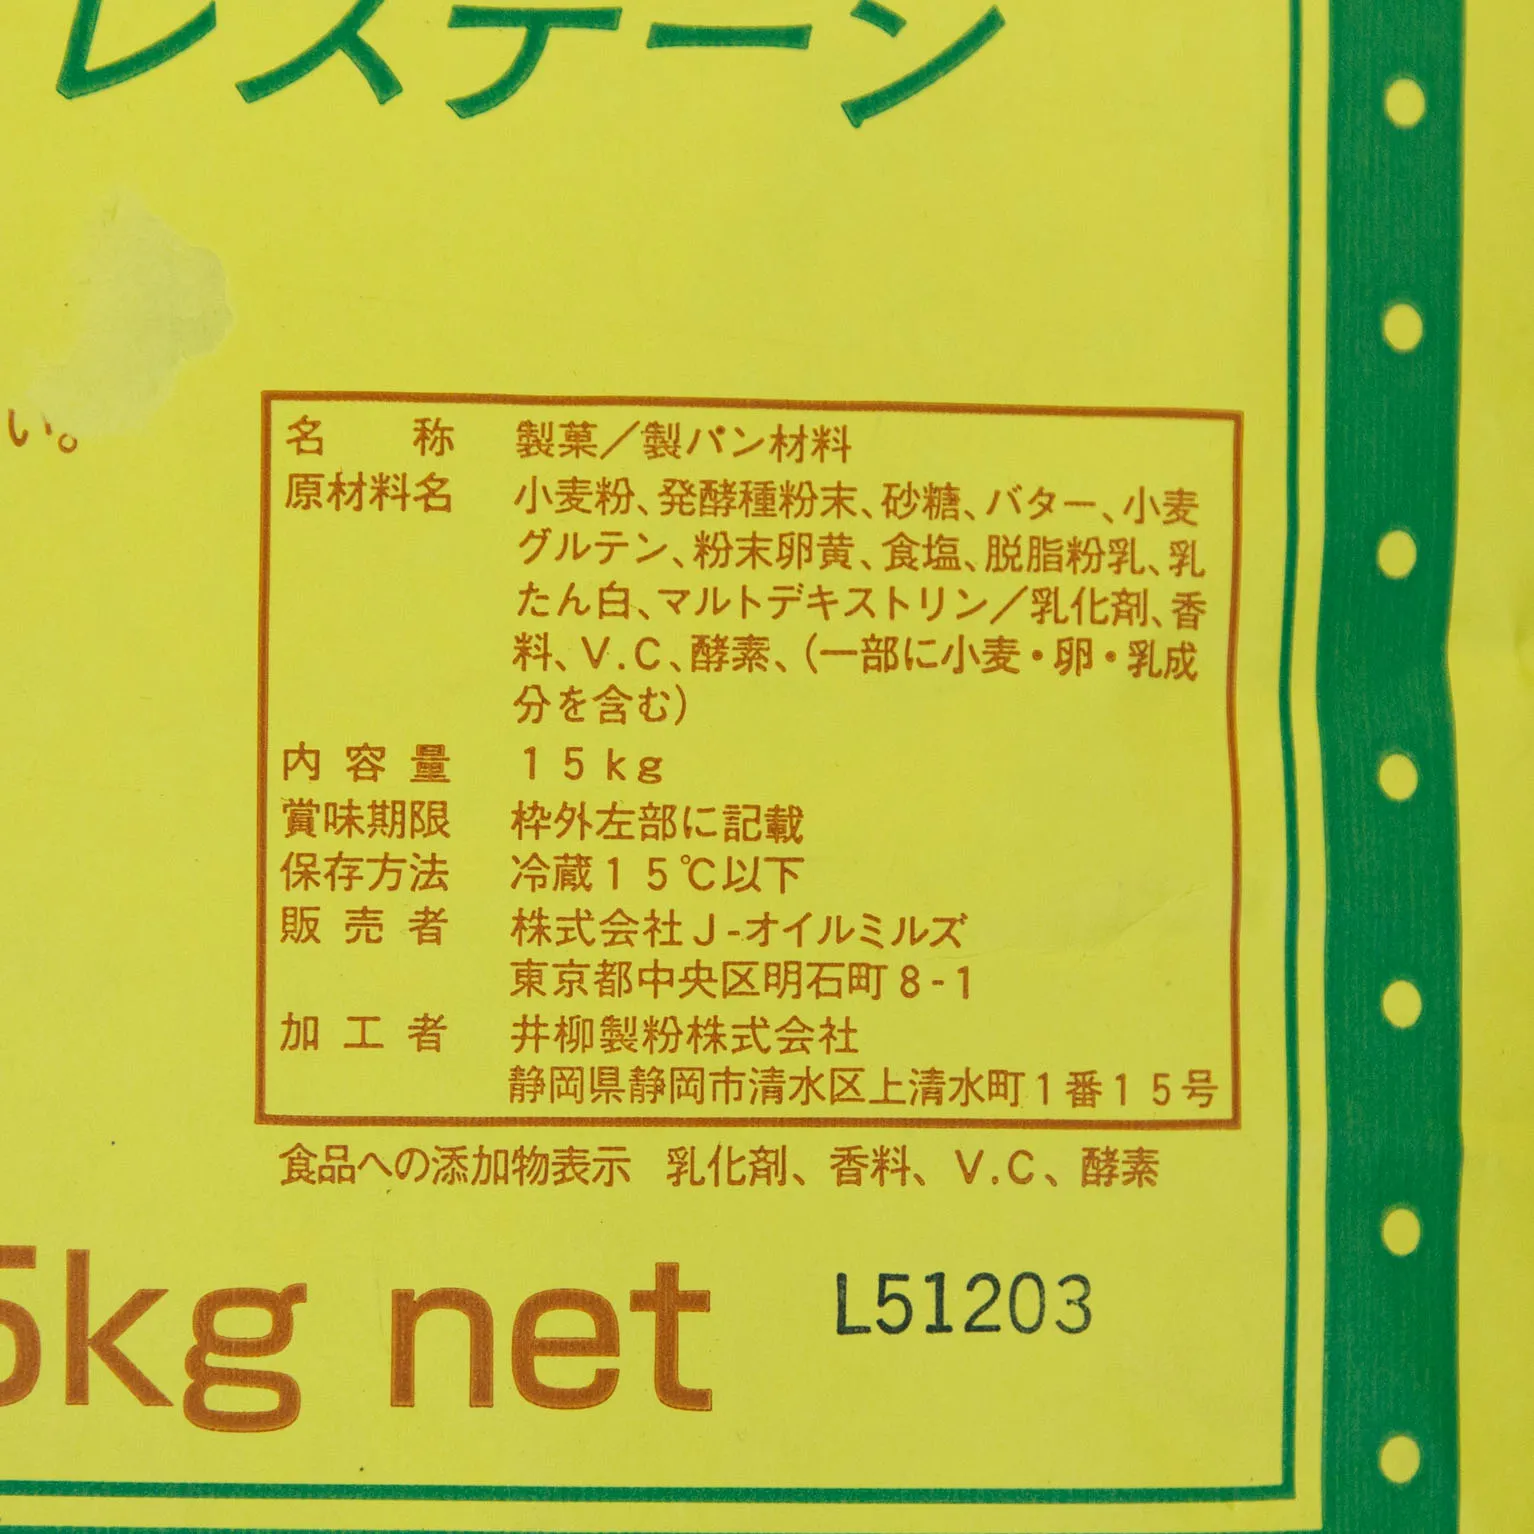 レステージ
い。
名称 製菓／製パン材料
原材料名 小麦粉、発酵種粉末、砂糖、バター、小麦
グルテン、粉末卵黄、食塩、脱脂粉乳、乳
たん白、マルトデキストリン／乳化剤、香
料、V.C、酵素、(一部に小麦・卵・乳成
分を含む)
内容量 15kg
賞味期限 枠外左部に記載
保存方法 冷蔵15℃以下
販売者 株式会社J-オイルミルズ
東京都中央区明石町8-1
加工者 井柳製粉株式会社
静岡県静岡市清水区上清水町1番15号
食品への添加物表示 乳化剤、香料、V.C、酵素
5kg net
L51203